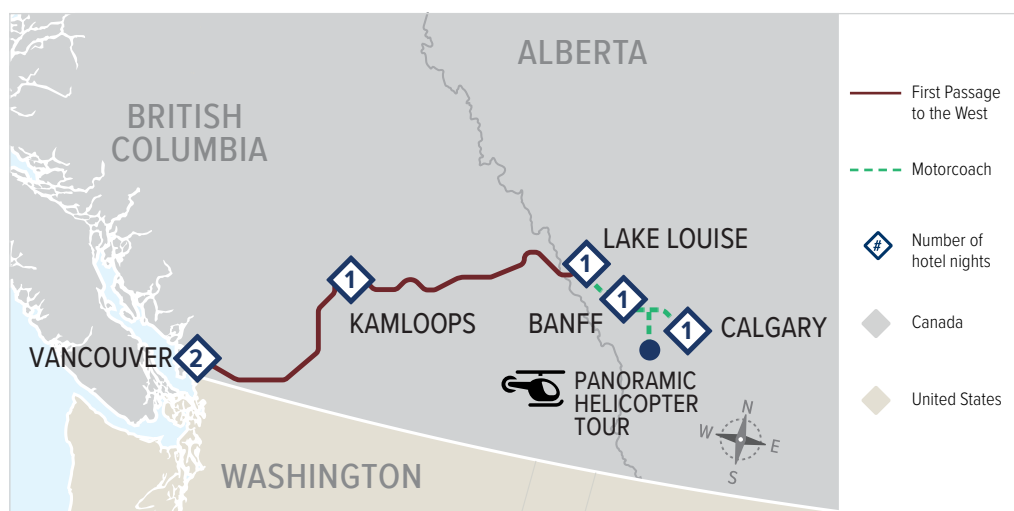 ALBERTA
BRITISH
COLUMBIA
LAKE LOUISE
1
1
1
KAMLOOPS
BANFF
1
CALGARY
VANCOUVER
2
PANORAMIC
HELICOPTER
TOUR
WASHINGTON
N
W
E
S
First Passage
to the West
Motorcoach
#
Number of
hotel nights
Canada
United States